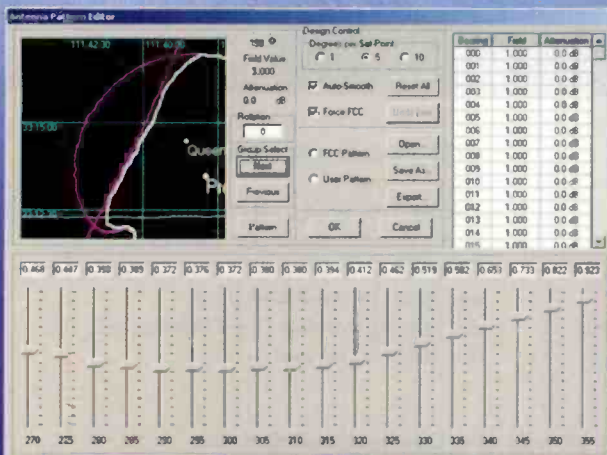 Antenna Pattern Editor
111.42.30 111.40.00
33:15:00
Queen
198 °
Field Value
Attenuation
0.0 dB
Rotation
0
Group Select
Next
Previous
Pattern
Design Control
Degrees per Set-Point
1 5 10
Auto-Smooth
Reset All
Force FCC
FCC Pattern
User Pattern
Open...
Save As...
Export...
OK
Cancel
Bearing Field Attenuation
000 1.000 0.0 dB
001 1.000 0.0 dB
002 1.000 0.0 dB
003 1.000 0.0 dB
004 1.000 0.0 dB
005 1.000 0.0 dB
006 1.000 0.0 dB
007 1.000 0.0 dB
008 1.000 0.0 dB
009 1.000 0.0 dB
010 1.000 0.0 dB
011 1.000 0.0 dB
012 1.000 0.0 dB
013 1.000 0.0 dB
014 1.000 0.0 dB
015 1.000 0.0 dB
0.468 0.447 0.398 0.385 0.372 0.376 0.372 0.380 0.380 0.394 0.412 0.462 0.519 0.582 0.653 0.733 0.822 0.923
270 275 280 285 290 295 300 305 310 315 320 325 330 335 340 345 350 355